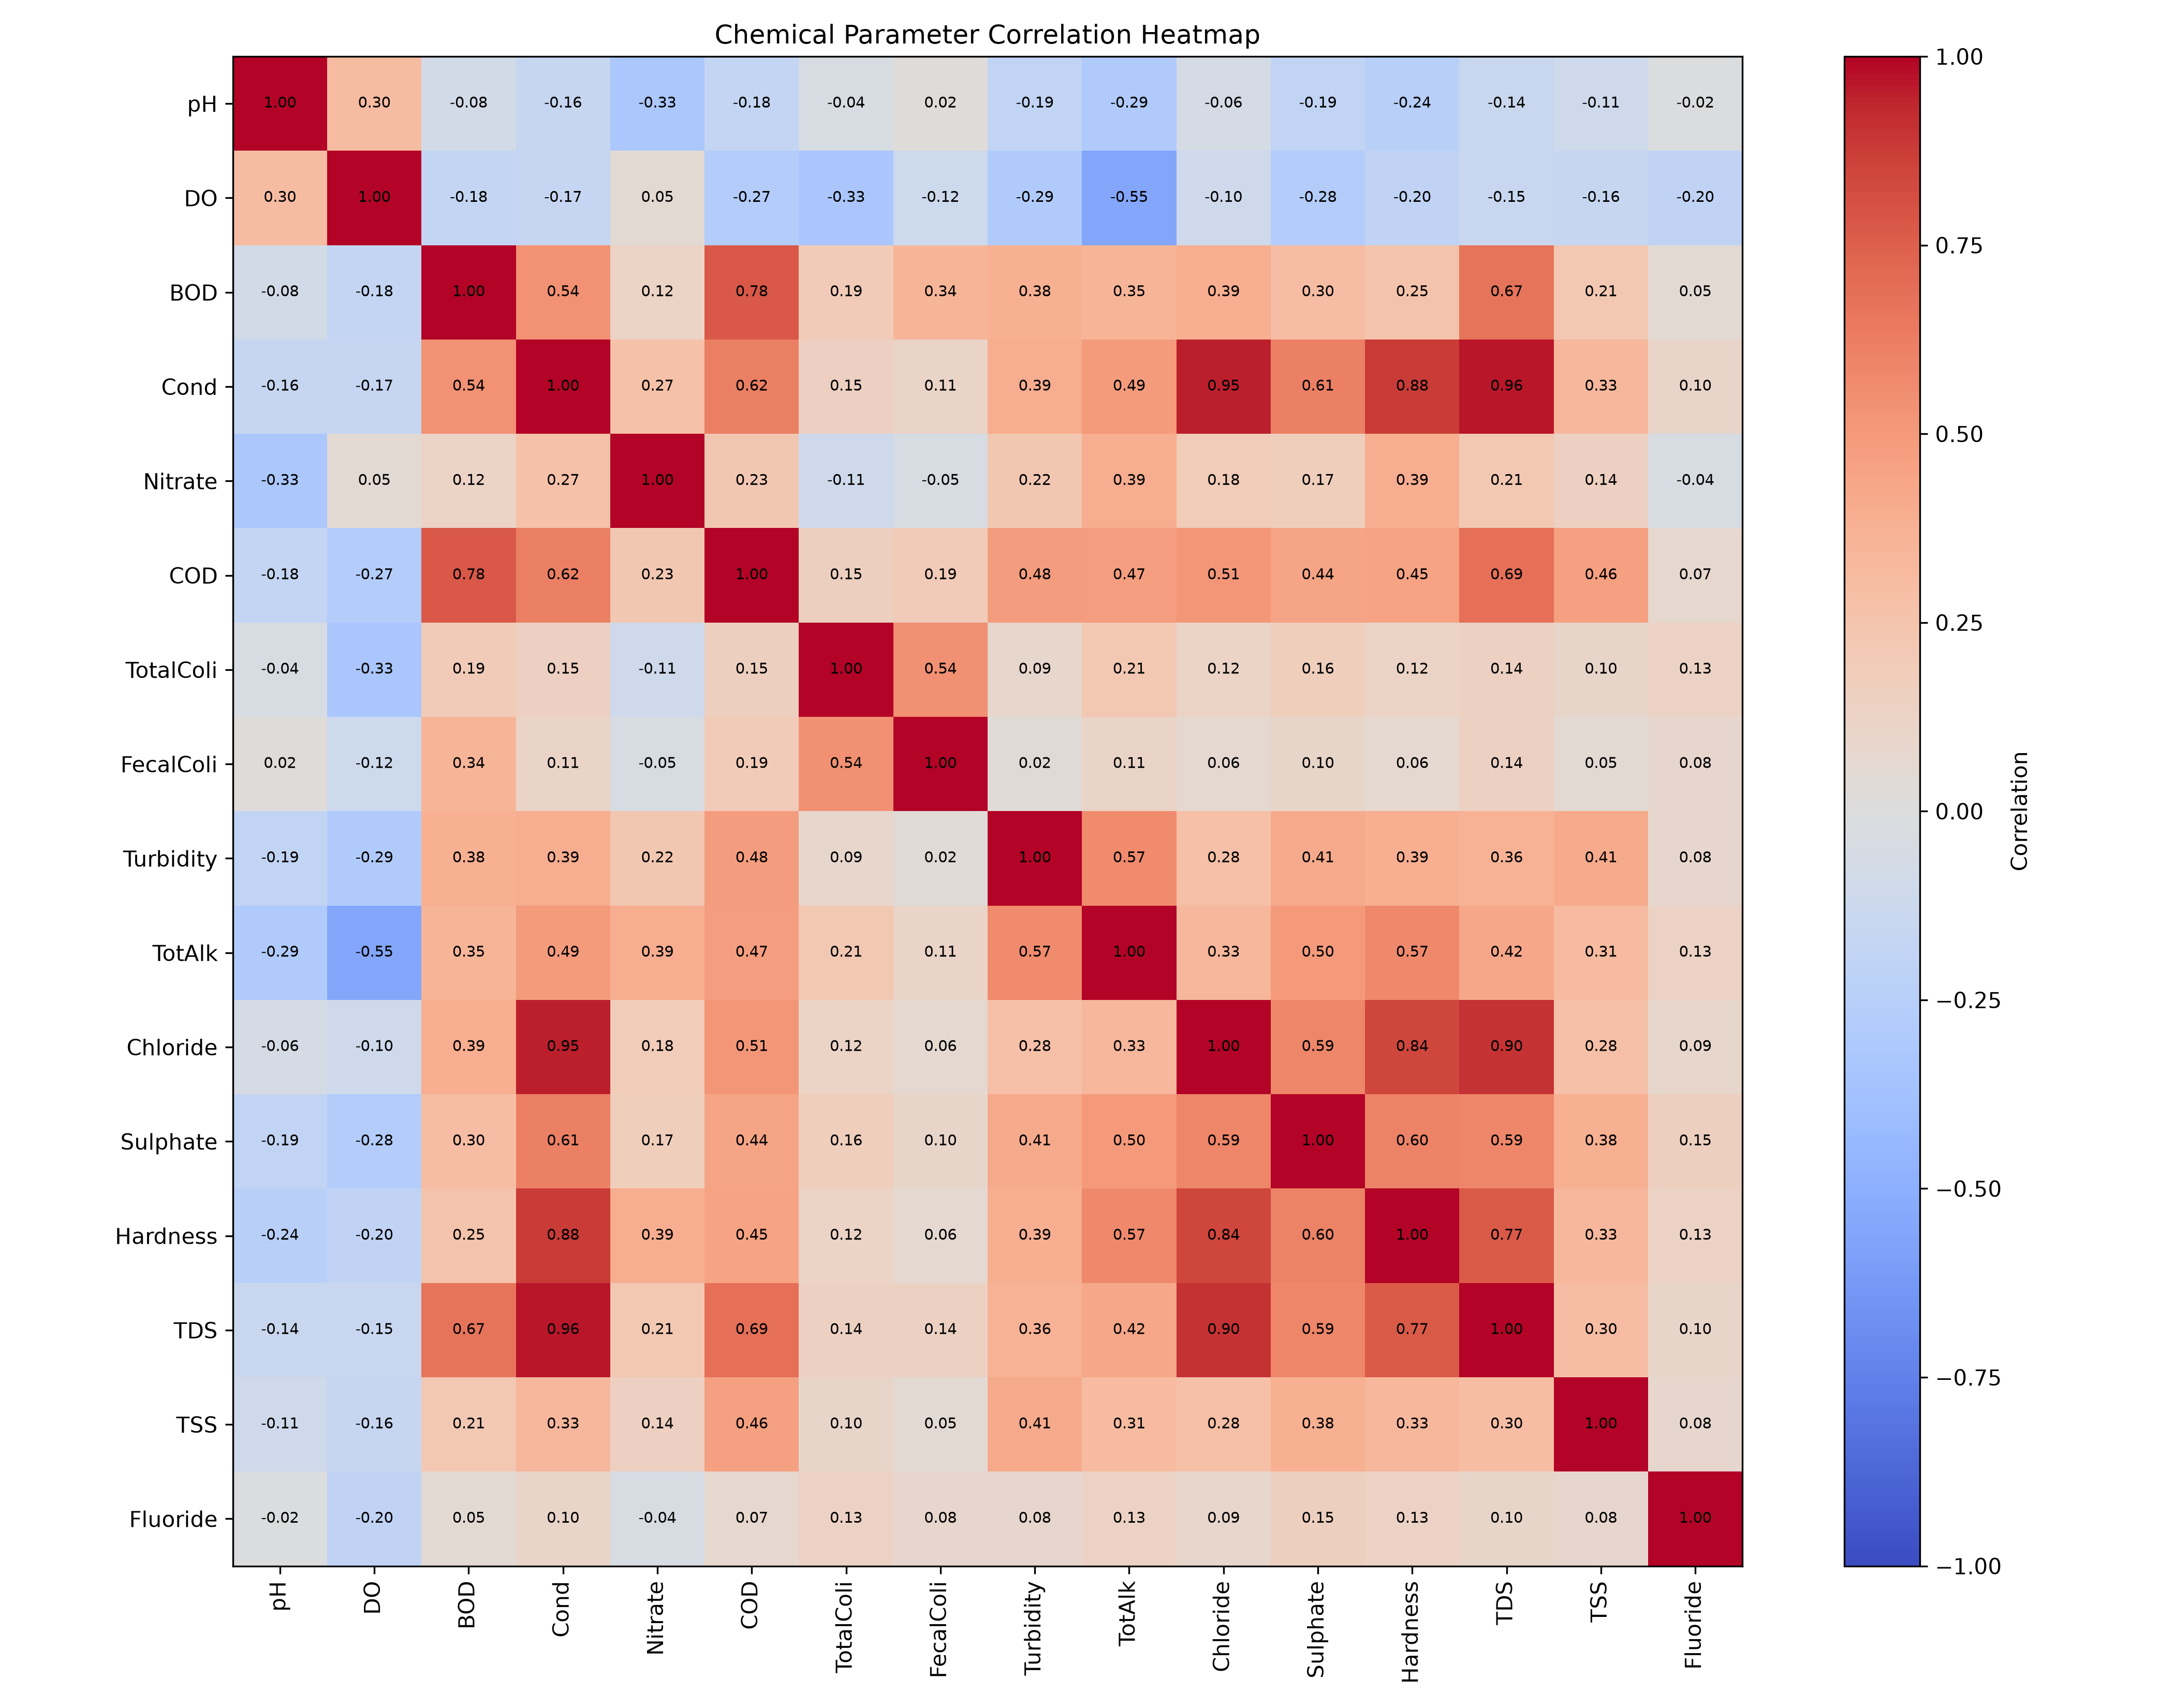 Chemical Parameter Correlation Heatmap
pH 1.00 0.30 -0.08 -0.16 -0.33 -0.18 -0.04 0.02 -0.19 -0.29 -0.06 -0.19 -0.24 -0.14 -0.11 -0.02
DO 0.30 1.00 -0.18 -0.17 0.05 -0.27 -0.33 -0.12 -0.29 -0.55 -0.10 -0.28 -0.20 -0.15 -0.16 -0.20
BOD -0.08 -0.18 1.00 0.54 0.12 0.78 0.19 0.34 0.38 0.35 0.39 0.30 0.25 0.67 0.21 0.05
Cond -0.16 -0.17 0.54 1.00 0.27 0.62 0.15 0.11 0.39 0.49 0.95 0.61 0.88 0.96 0.33 0.10
Nitrate -0.33 0.05 0.12 0.27 1.00 0.23 -0.11 -0.05 0.22 0.39 0.18 0.17 0.39 0.21 0.14 -0.04
COD -0.18 -0.27 0.78 0.62 0.23 1.00 0.15 0.19 0.48 0.47 0.51 0.44 0.45 0.69 0.46 0.07
TotalColi -0.04 -0.33 0.19 0.15 -0.11 0.15 1.00 0.54 0.09 0.21 0.12 0.16 0.12 0.14 0.10 0.13
FecalColi 0.02 -0.12 0.34 0.11 -0.05 0.19 0.54 1.00 0.02 0.11 0.06 0.10 0.06 0.14 0.05 0.08
Turbidity -0.19 -0.29 0.38 0.39 0.22 0.48 0.09 0.02 1.00 0.57 0.28 0.41 0.39 0.36 0.41 0.08
TotAlk -0.29 -0.55 0.35 0.49 0.39 0.47 0.21 0.11 0.57 1.00 0.33 0.50 0.57 0.42 0.31 0.13
Chloride -0.06 -0.10 0.39 0.95 0.18 0.51 0.12 0.06 0.28 0.33 1.00 0.59 0.84 0.90 0.28 0.09
Sulphate -0.19 -0.28 0.30 0.61 0.17 0.44 0.16 0.10 0.41 0.50 0.59 1.00 0.60 0.59 0.38 0.15
Hardness -0.24 -0.20 0.25 0.88 0.39 0.45 0.12 0.06 0.39 0.57 0.84 0.60 1.00 0.77 0.33 0.13
TDS -0.14 -0.15 0.67 0.96 0.21 0.69 0.14 0.14 0.36 0.42 0.90 0.59 0.77 1.00 0.30 0.10
TSS -0.11 -0.16 0.21 0.33 0.14 0.46 0.10 0.05 0.41 0.31 0.28 0.38 0.33 0.30 1.00 0.08
Fluoride -0.02 -0.20 0.05 0.10 -0.04 0.07 0.13 0.08 0.08 0.13 0.09 0.15 0.13 0.10 0.08 1.00
pH DO BOD Cond Nitrate COD TotalColi FecalColi Turbidity TotAlk Chloride Sulphate Hardness TDS TSS Fluoride
1.00
0.75
0.50
0.25
0.00
−0.25
−0.50
−0.75
−1.00
Correlation